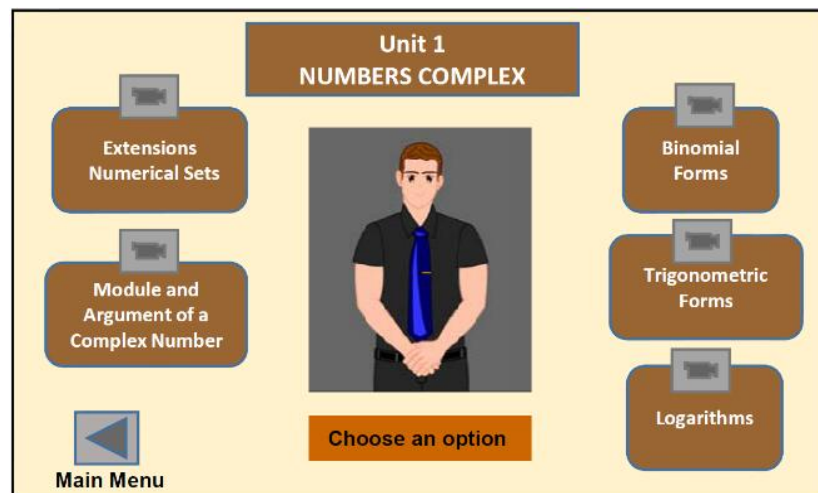 Unit 1
NUMBERS COMPLEX
Extensions
Numerical Sets
Module and
Argument of a
Complex Number
Binomial
Forms
Trigonometric
Forms
Logarithms
Choose an option
Main Menu